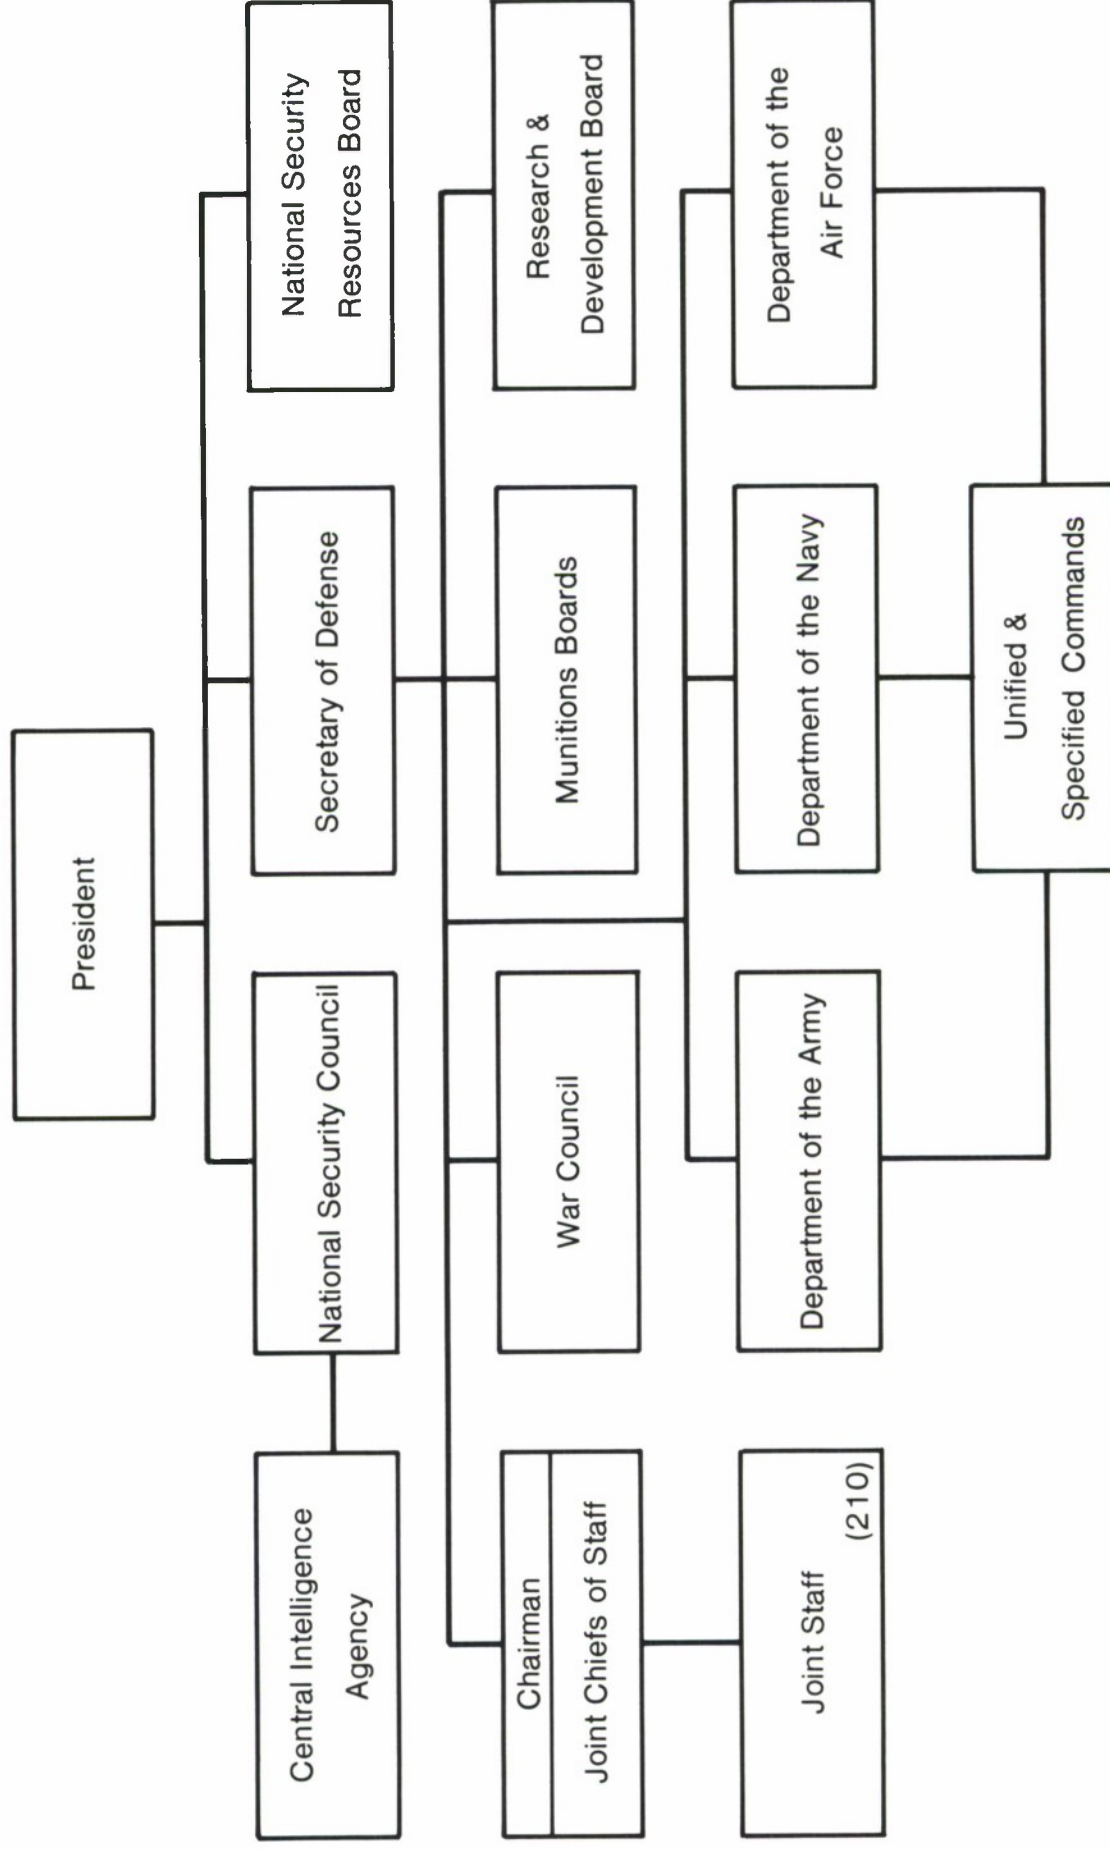 President
Central Intelligence
Agency
National Security Council
Secretary of Defense
National Security
Resources Board
Chairman
Joint Chiefs of Staff
War Council
Munitions Boards
Research &
Development Board
Joint Staff
(210)
Department of the Army
Department of the Navy
Department of the
Air Force
Unified &
Specified Commands